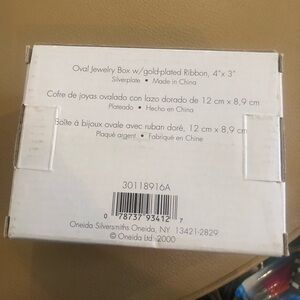 Oval Jewelry Box w/gold-plated Ribbon, 4"x 3"
Silverplate • Made in China
Cofre de joyas ovalado con lazo dorado de 12 cm x 8,9 cm
Plateado • Hecho en China
Boîte à bijoux ovale avec ruban doré, 12 cm x 8,9 cm
Plaqué argent • Fabriqué en Chine
30118916A
0 78737 93412 7
Oneida Silversmiths Oneida, NY 13421-2829
© Oneida Ltd 2000